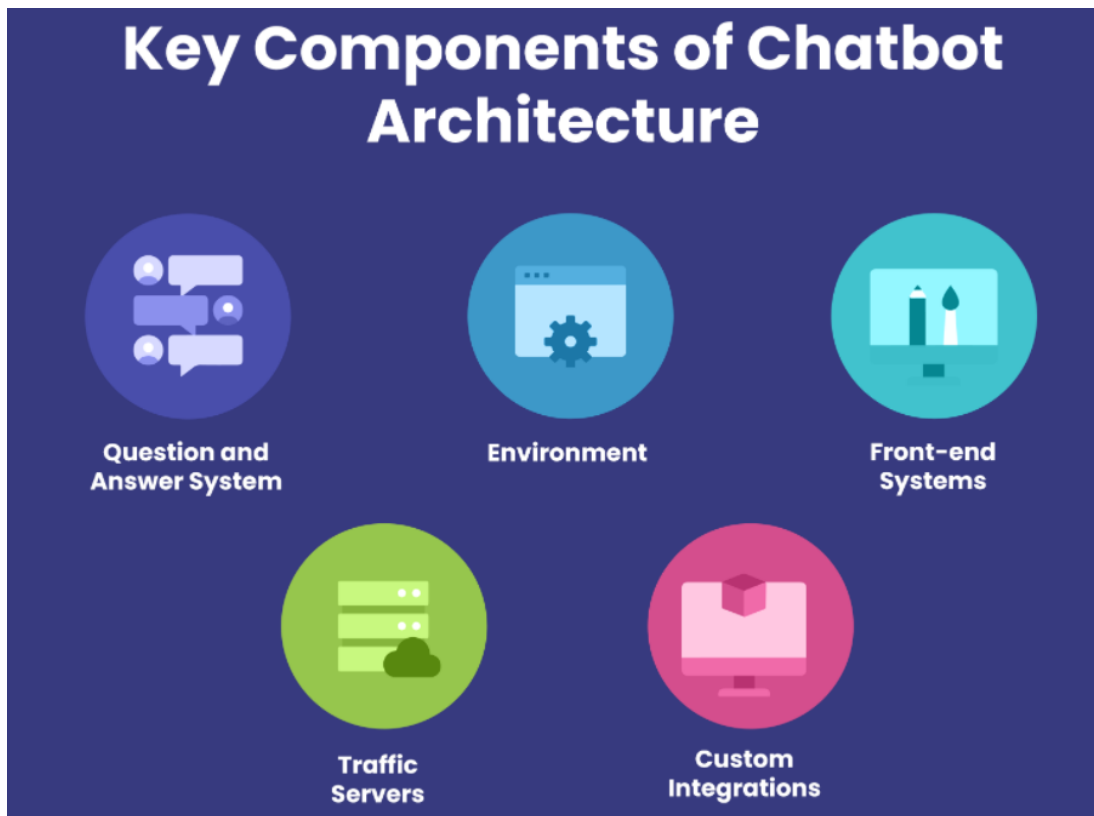 Key Components of Chatbot
Architecture
Question and
Answer System
Environment
Front-end
Systems
Traffic
Servers
Custom
Integrations